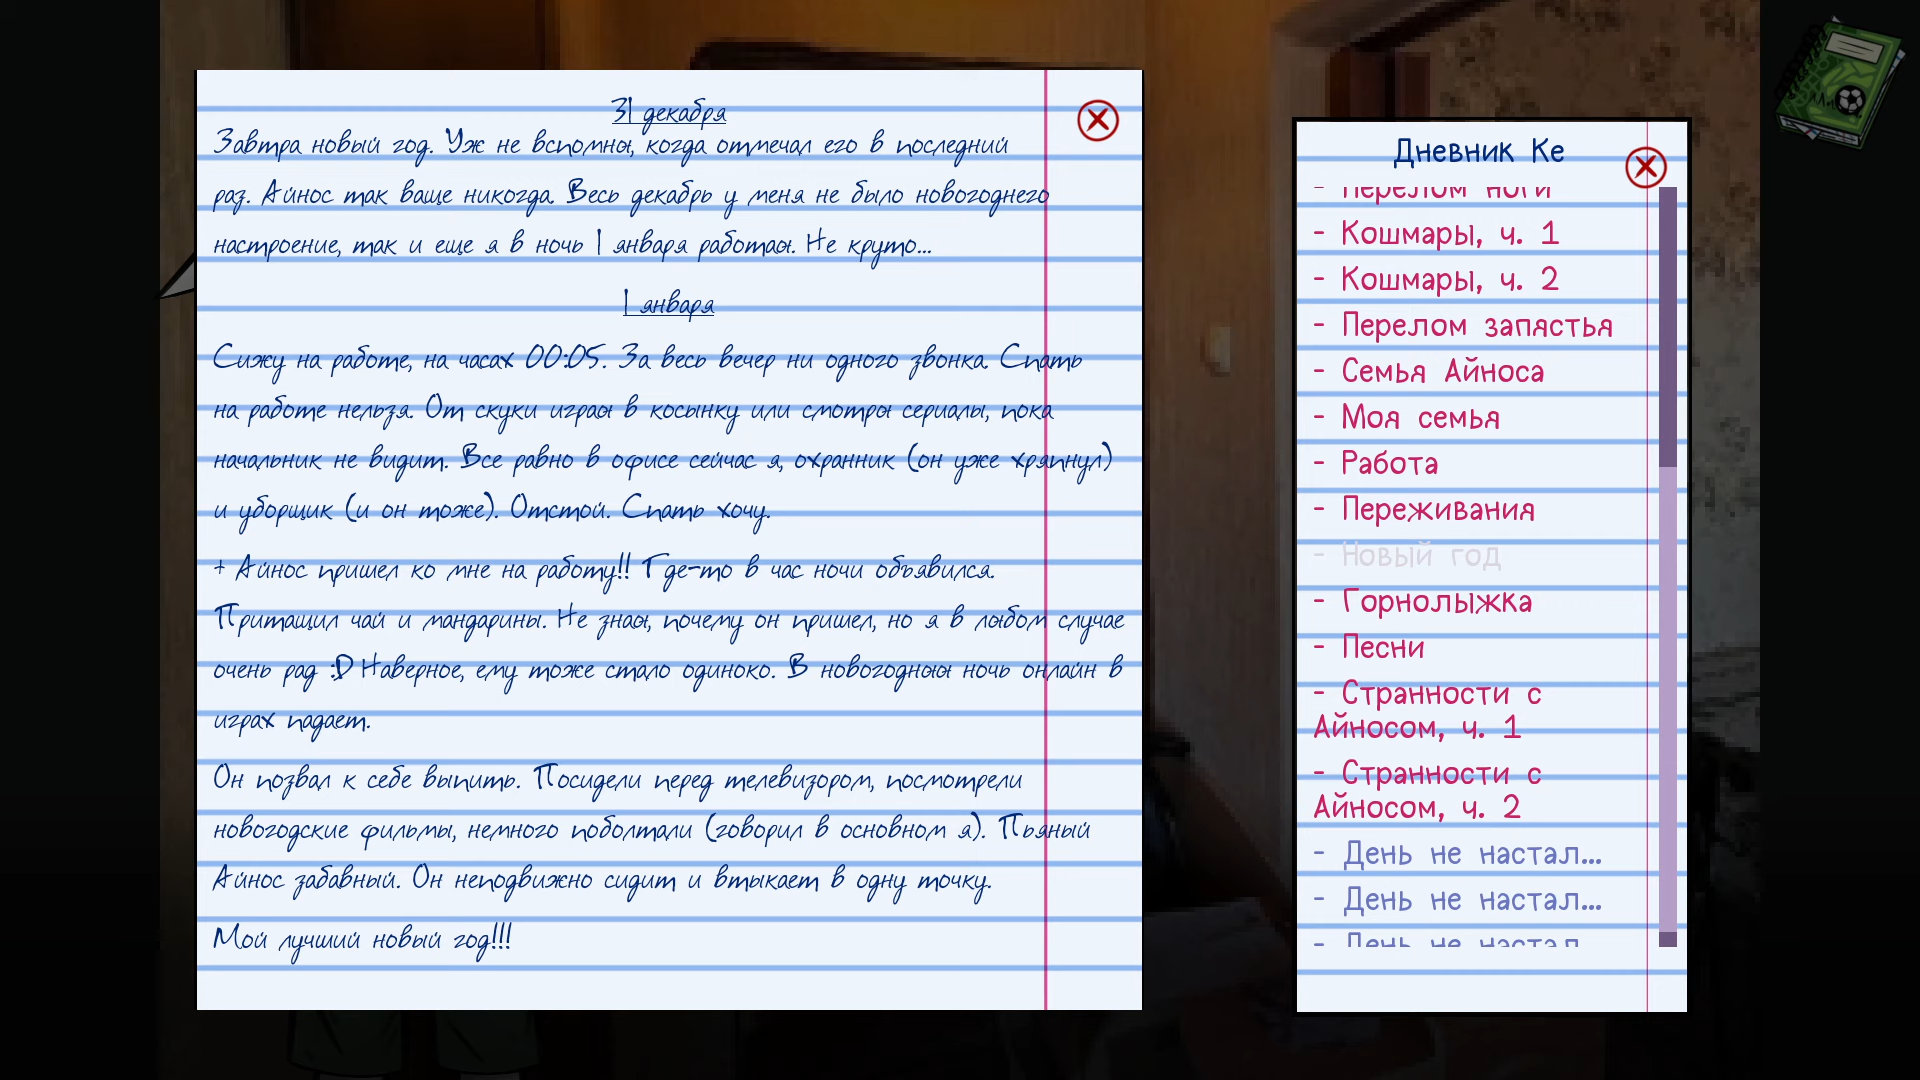 31 декабря
Завтра новый год. Уж не вспомню, когда отмечал его в последний
раз. Айнос так ваще никогда. Весь декабрь у меня не было новогоднего
настроение, так и еще я в ночь 1 января работаю. Не круто...
1 января
Сижу на работе, на часах 00:05. За весь вечер ни одного звонка. Спать
на работе нельзя. От скуки играю в косынку или смотрю сериалы, пока
начальник не видит. Все равно в офисе сейчас я, охранник (он уже хряпнул)
и уборщик (и он тоже). Отстой. Спать хочу.
+ Айнос пришел ко мне на работу!! Где-то в час ночи объявился.
Притащил чай и мандарины. Не знаю, почему он пришел, но я в любом случае
очень рад :D Наверное, ему тоже стало одиноко. В новогоднюю ночь онлайн в
играх падает.
Он позвал к себе выпить. Посидели перед телевизором, посмотрели
новогодские фильмы, немного поболтали (говорил в основном я). Пьяный
Айнос забавный. Он неподвижно сидит и втыкает в одну точку.
Мой лучший новый год!!!
Дневник Ке
- Перелом ноги
- Кошмары, ч. 1
- Кошмары, ч. 2
- Перелом запястья
- Семья Айноса
- Моя семья
- Работа
- Переживания
- Новый год
- Горнолыжка
- Песни
- Странности с
Айносом, ч. 1
- Странности с
Айносом, ч. 2
- День не настал...
- День не настал...
- День не настал...